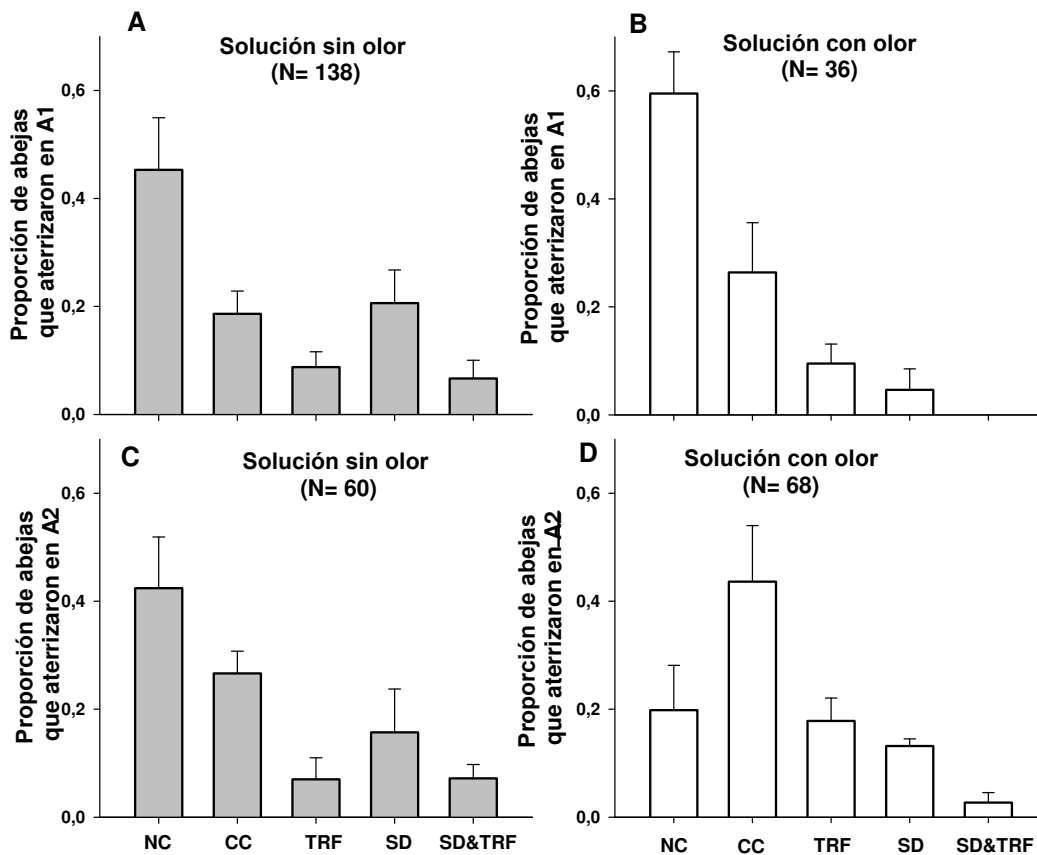 A
Solución sin olor
(N= 138)
Proporción de abejas
que aterrizaron en A1
0,6
0,4
0,2
0,0
B
Solución con olor
(N= 36)
Proporción de abejas
que aterrizaron en A1
0,6
0,4
0,2
0,0
C
Solución sin olor
(N= 60)
Proporción de abejas
que aterrizaron en A2
0,6
0,4
0,2
0,0
NC CC TRF SD SD&TRF
D
Solución con olor
(N= 68)
Proporción de abejas
que aterrizaron en A2
0,6
0,4
0,2
0,0
NC CC TRF SD SD&TRF